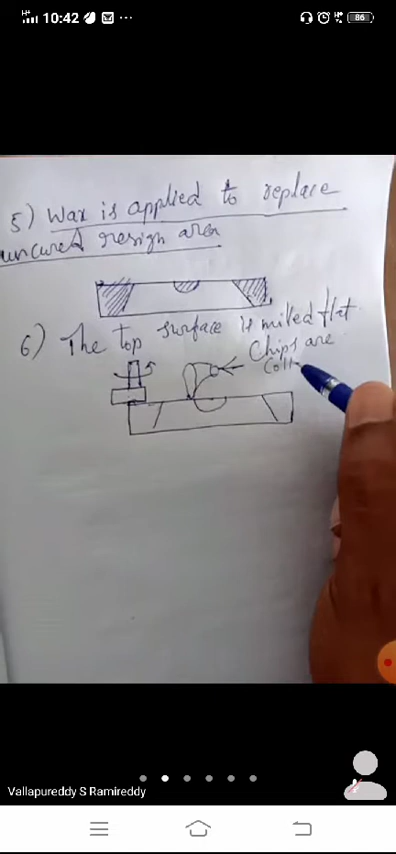 10:42
86
5) Wax is applied to replace
uncured resign area
6) The top surface is milled flat
Chips are
Vallapureddy S Ramireddy